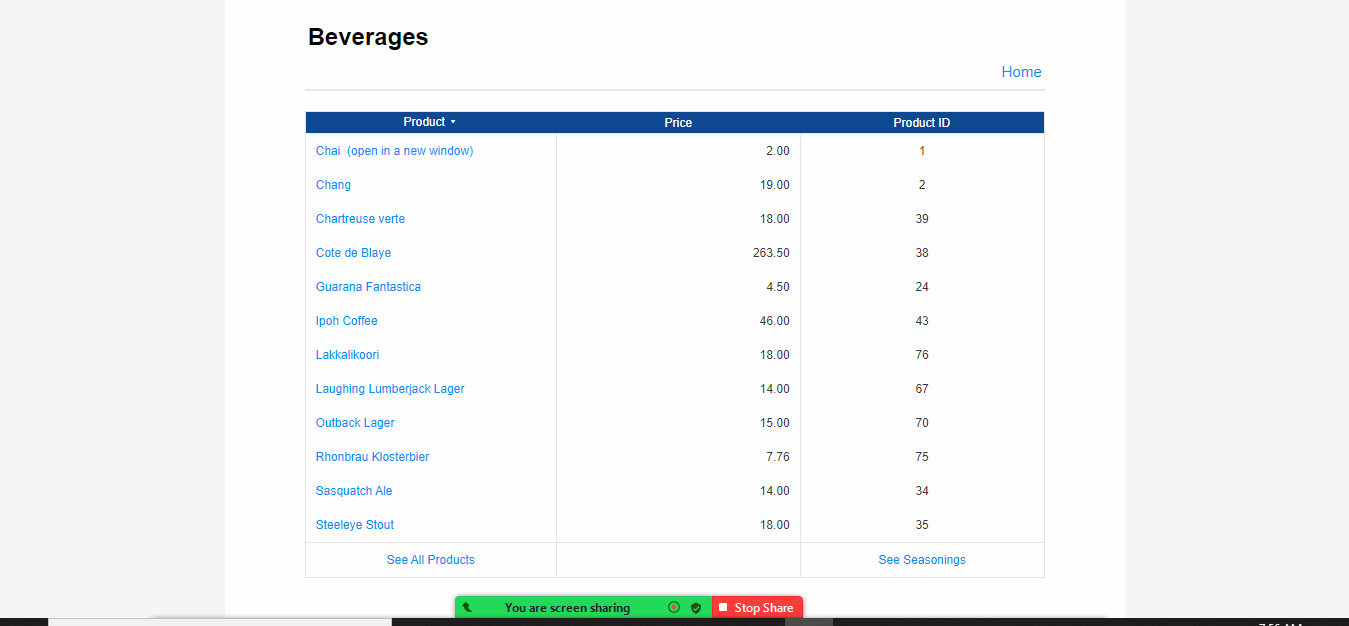 Beverages
Home
Product Price Product ID
Chai (open in a new window) 2.00 1
Chang 19.00 2
Chartreuse verte 18.00 39
Cote de Blaye 263.50 38
Guarana Fantastica 4.50 24
Ipoh Coffee 46.00 43
Lakkalikoori 18.00 76
Laughing Lumberjack Lager 14.00 67
Outback Lager 15.00 70
Rhonbrau Klosterbier 7.76 75
Sasquatch Ale 14.00 34
Steeleye Stout 18.00 35
See All Products See Seasonings
You are screen sharing Stop Share